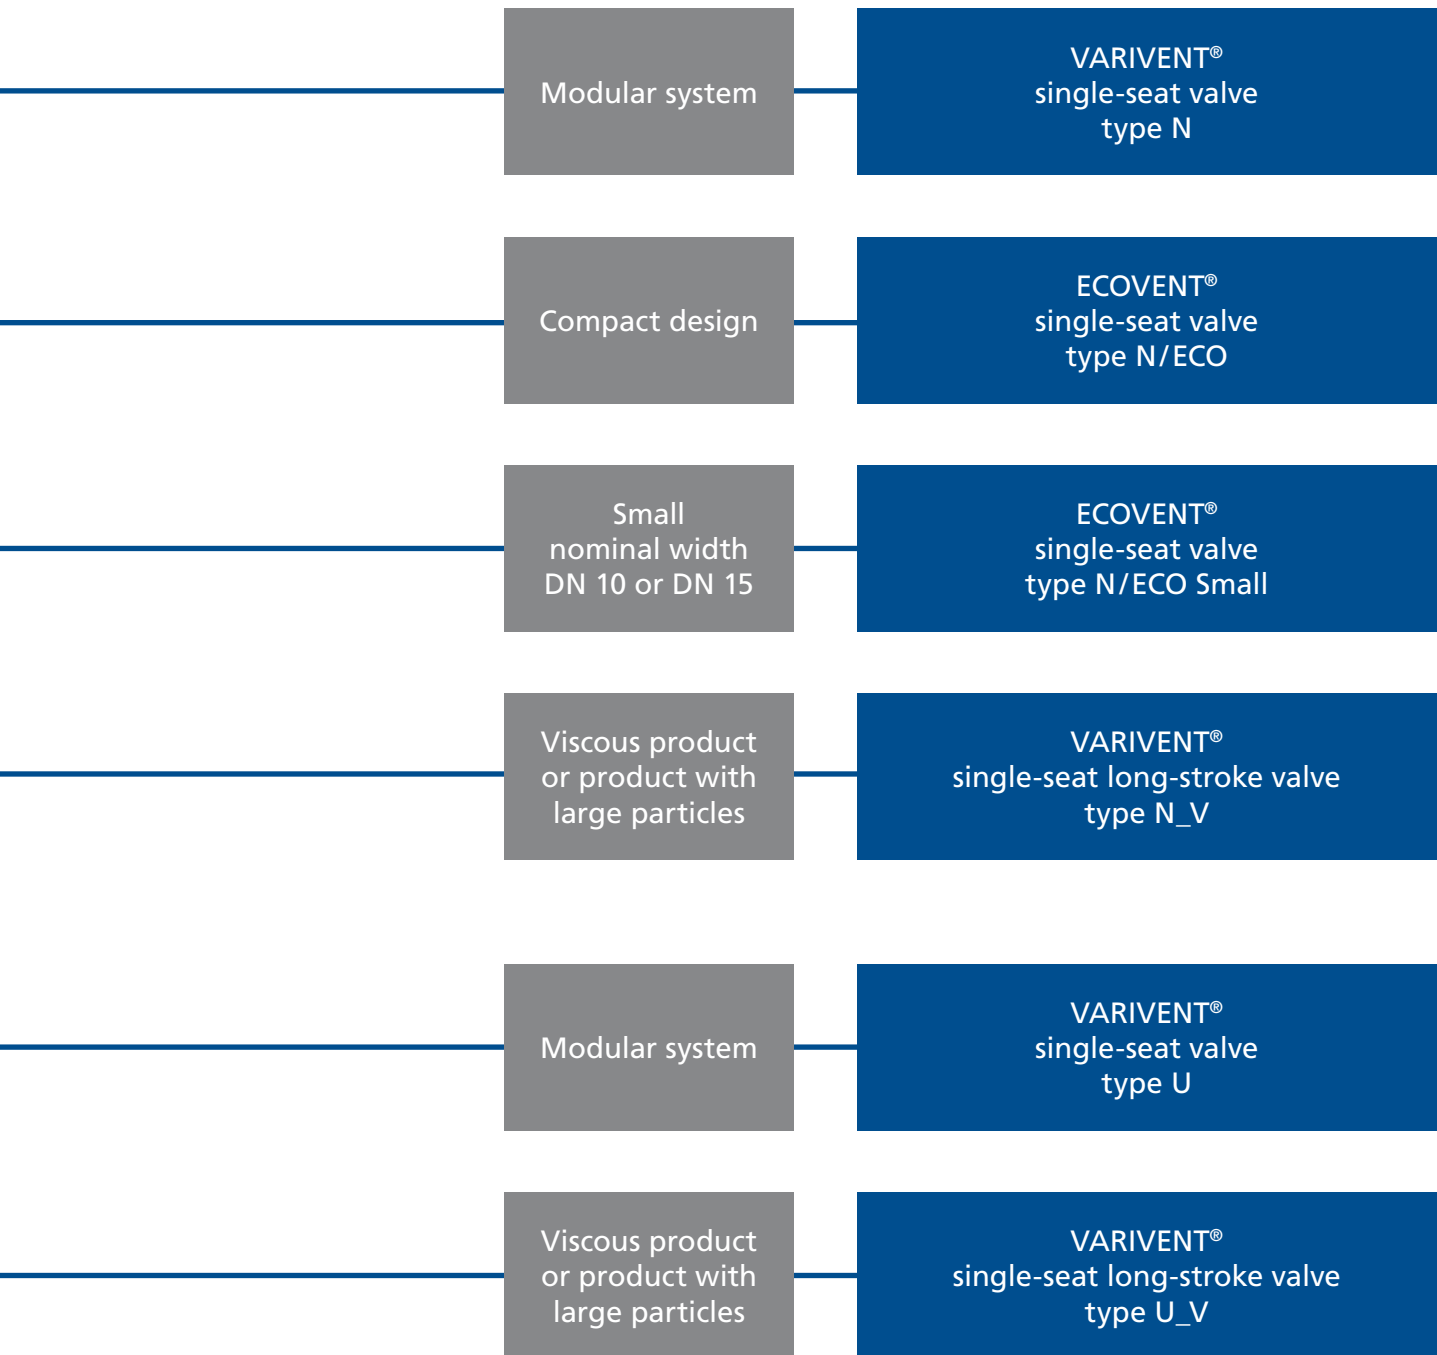 Modular system
VARIVENT®
single-seat valve
type N
Compact design
ECOVENT®
single-seat valve
type N/ECO
Small
nominal width
DN 10 or DN 15
ECOVENT®
single-seat valve
type N/ECO Small
Viscous product
or product with
large particles
VARIVENT®
single-seat long-stroke valve
type N_V
Modular system
VARIVENT®
single-seat valve
type U
Viscous product
or product with
large particles
VARIVENT®
single-seat long-stroke valve
type U_V